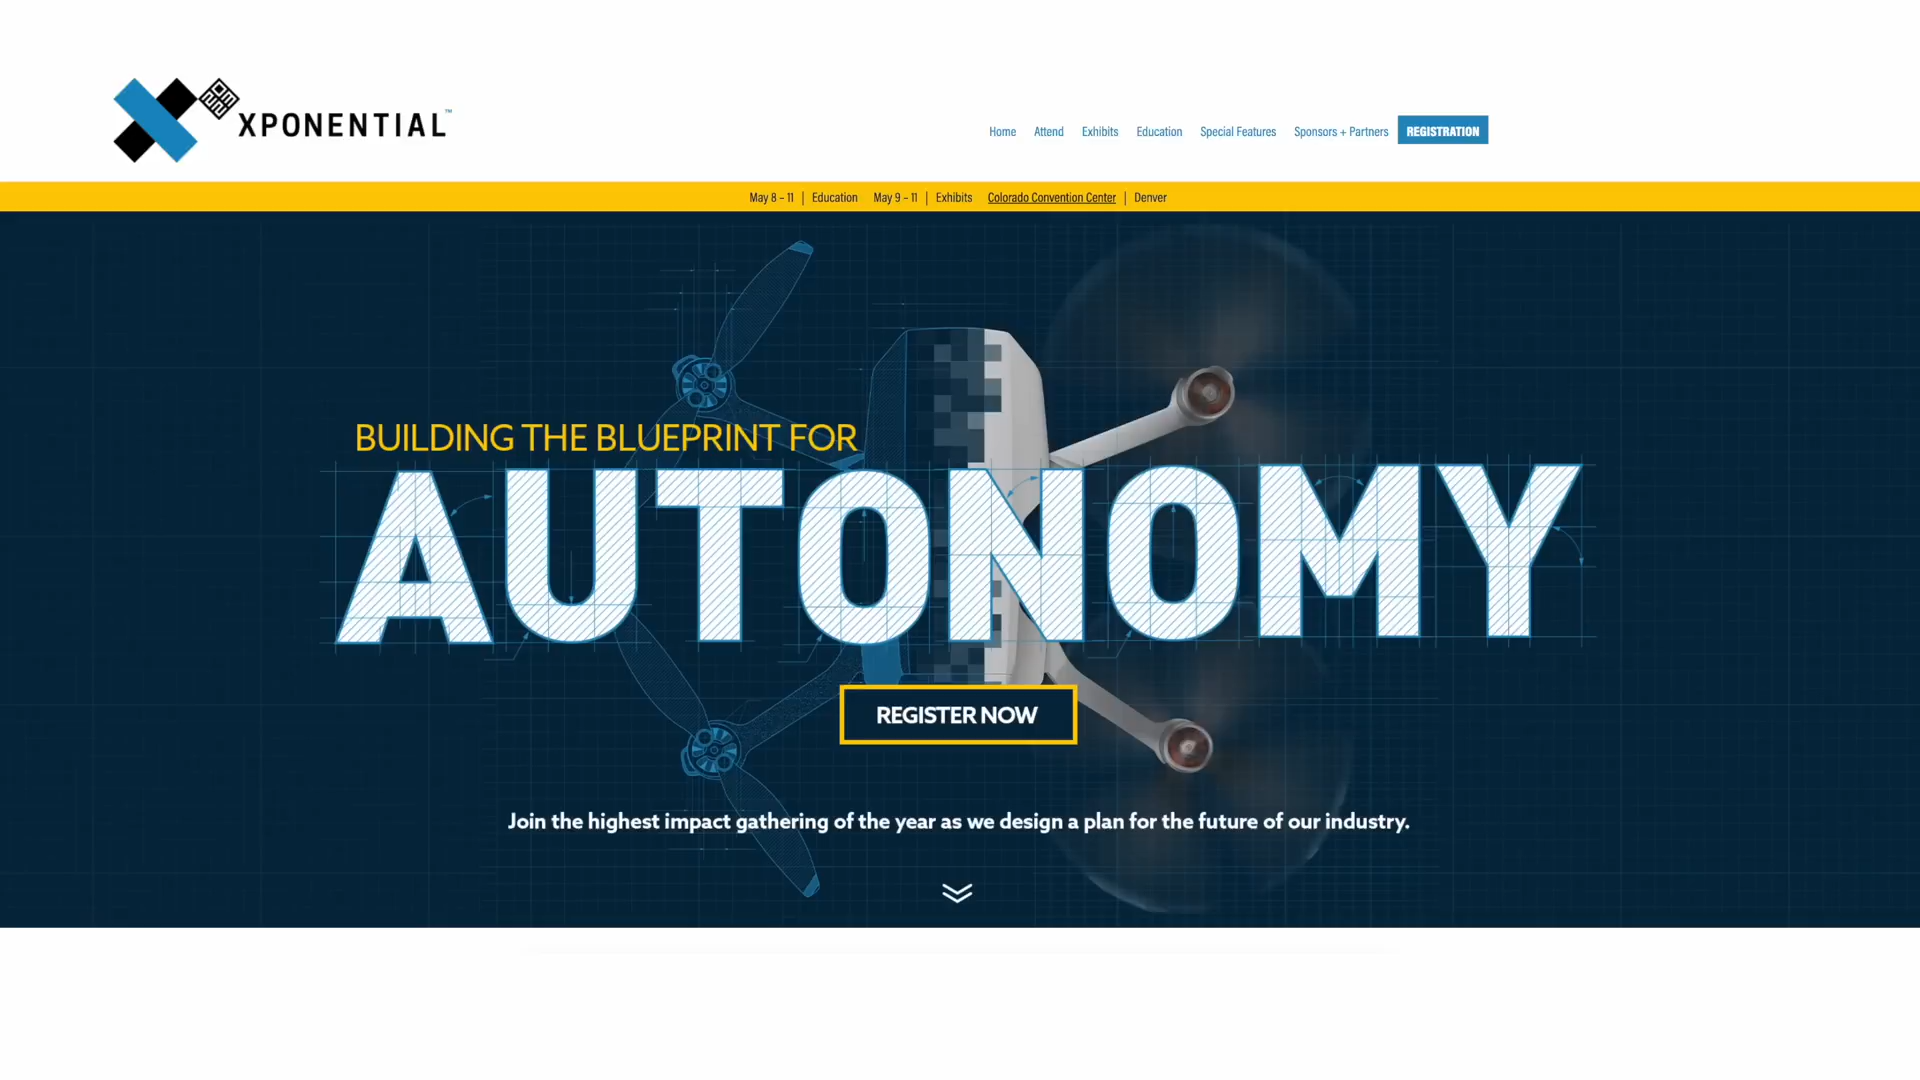 XPONENTIAL™
Home Attend Exhibits Education Special Features Sponsors + Partners REGISTRATION
May 8 – 11 | Education May 9 – 11 | Exhibits Colorado Convention Center | Denver
BUILDING THE BLUEPRINT FOR
AUTONOMY
REGISTER NOW
Join the highest impact gathering of the year as we design a plan for the future of our industry.